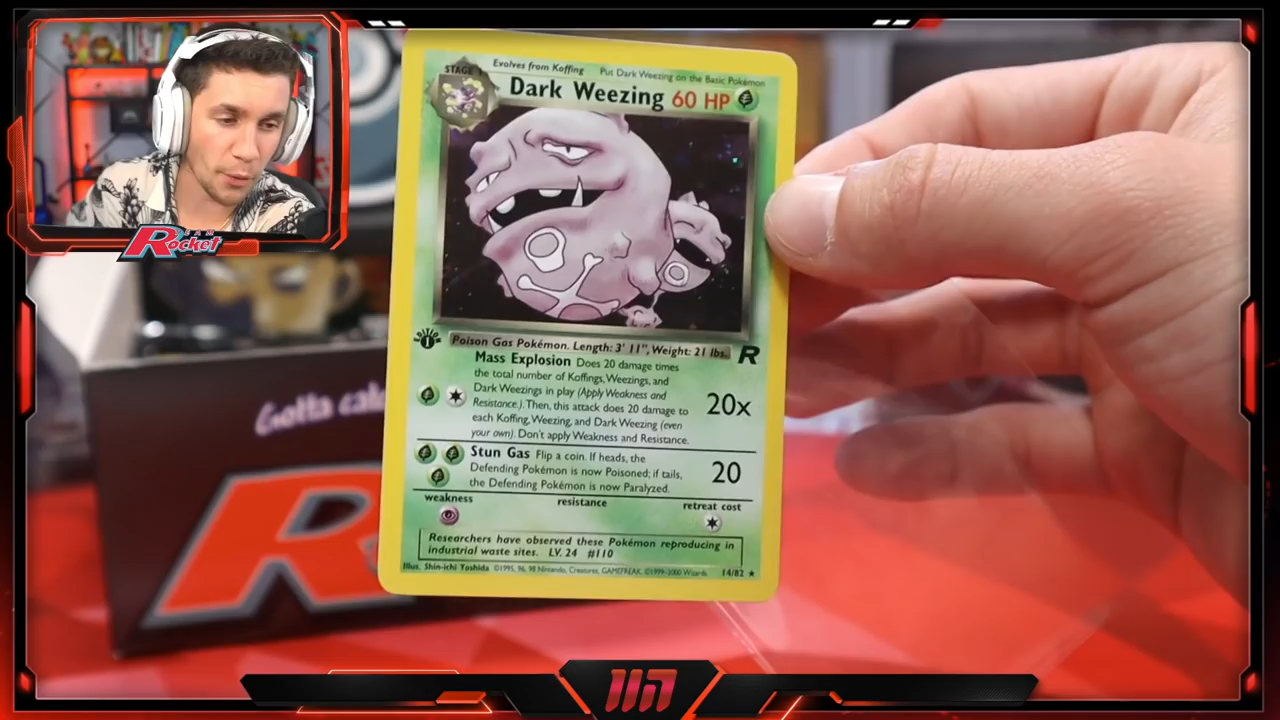 STAGE 1
Evolves from Koffing Put Dark Weezing on the Basic Pokémon
Dark Weezing 60 HP
EDITION 1
Poison Gas Pokémon. Length: 3' 11", Weight: 21 lbs.
R
Mass Explosion Does 20 damage times
the total number of Koffings, Weezings, and
Dark Weezings in play (Apply Weakness and
Resistance.) Then, this attack does 20 damage to
each Koffing, Weezing, and Dark Weezing (even
your own). Don't apply Weakness and Resistance.
20x
Stun Gas Flip a coin. If heads, the
Defending Pokémon is now Poisoned; if tails,
the Defending Pokémon is now Paralyzed.
20
weakness resistance retreat cost
Researchers have observed these Pokémon reproducing in
industrial waste sites. LV. 24 #110
Illus. Shin-ichi Yoshida ©1995, 96, 98 Nintendo, Creatures, GAMEFREAK. ©1999-2000 Wizards. 14/82
TEAM
Rocket
Gotta
R